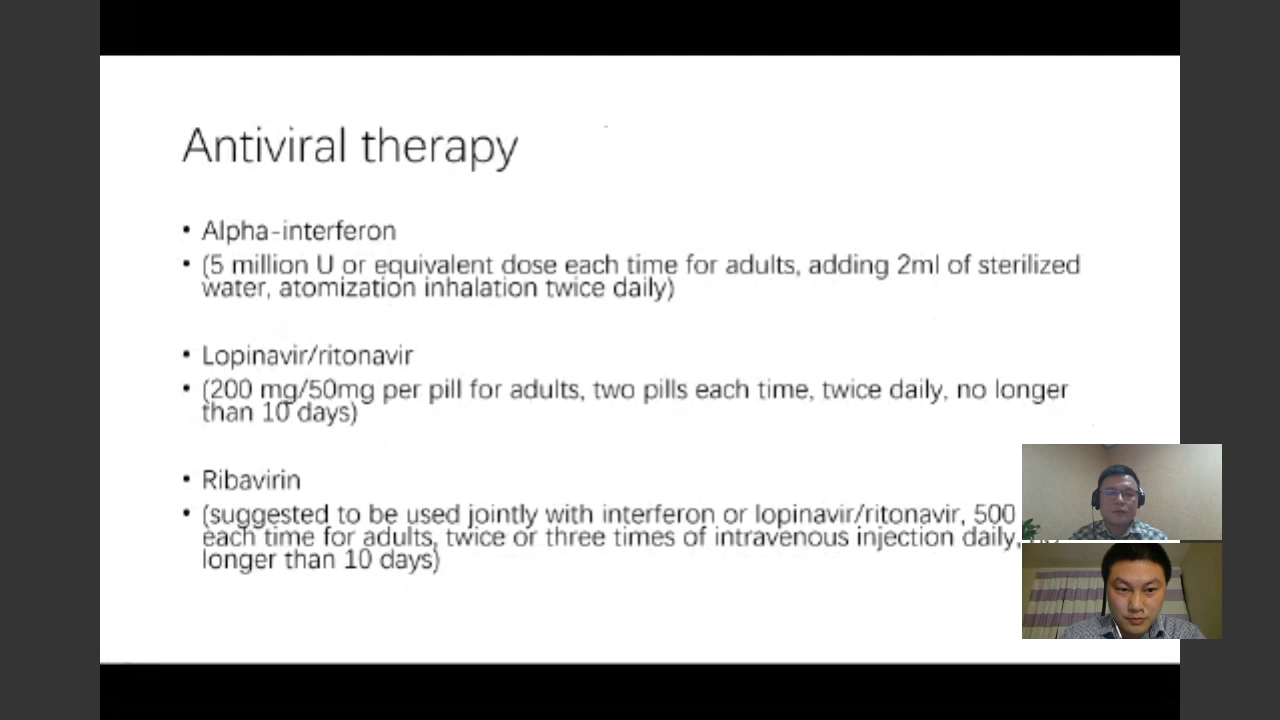 Antiviral therapy
• Alpha-interferon
• (5 million U or equivalent dose each time for adults, adding 2ml of sterilized
water, atomization inhalation twice daily)
• Lopinavir/ritonavir
• (200 mg/50mg per pill for adults, two pills each time, twice daily, no longer
than 10 days)
• Ribavirin
• (suggested to be used jointly with interferon or lopinavir/ritonavir, 500
each time for adults, twice or three times of intravenous injection daily,
longer than 10 days)